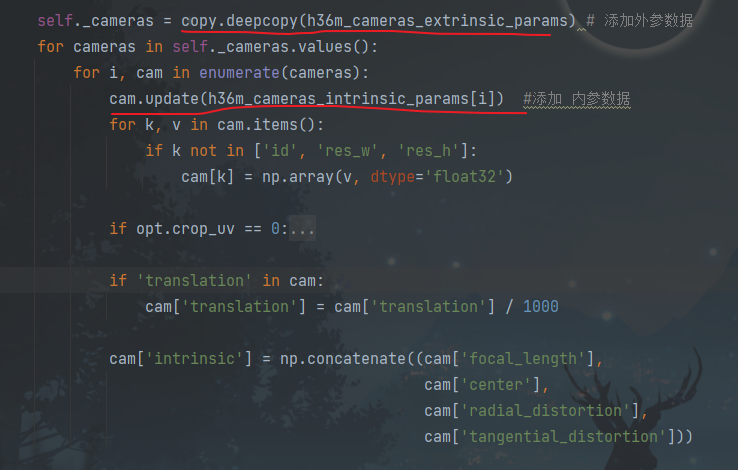 self._cameras = copy.deepcopy(h36m_cameras_extrinsic_params) # 添加外参数据
for cameras in self._cameras.values():
for i, cam in enumerate(cameras):
cam.update(h36m_cameras_intrinsic_params[i]) #添加 内参数据
for k, v in cam.items():
if k not in ['id', 'res_w', 'res_h']:
cam[k] = np.array(v, dtype='float32')
if opt.crop_uv == 0:...
if 'translation' in cam:
cam['translation'] = cam['translation'] / 1000
cam['intrinsic'] = np.concatenate((cam['focal_length'],
cam['center'],
cam['radial_distortion'],
cam['tangential_distortion']))